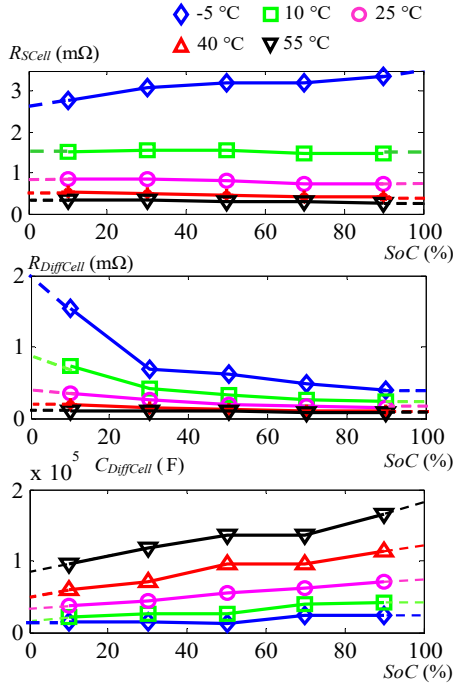 -5 °C 10 °C 25 °C
40 °C 55 °C
R_SCell (mΩ)
3
2
1
0
0 20 40 60 80 100
SoC (%)
R_DiffCell (mΩ)
2
1
0
0 20 40 60 80 100
SoC (%)
x 10^5 C_DiffCell (F)
2
1
0
0 20 40 60 80 100
SoC (%)